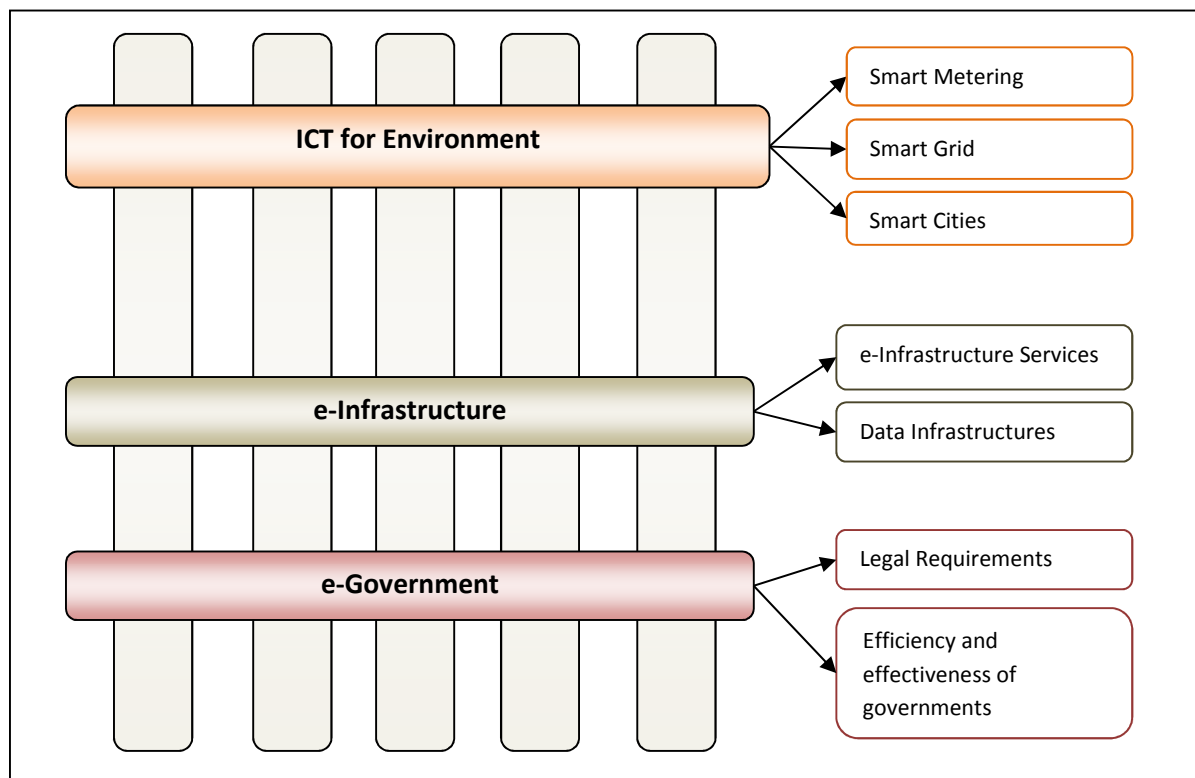 ICT for Environment
Smart Metering
Smart Grid
Smart Cities
e-Infrastructure
e-Infrastructure Services
Data Infrastructures
e-Government
Legal Requirements
Efficiency and
effectiveness of
governments